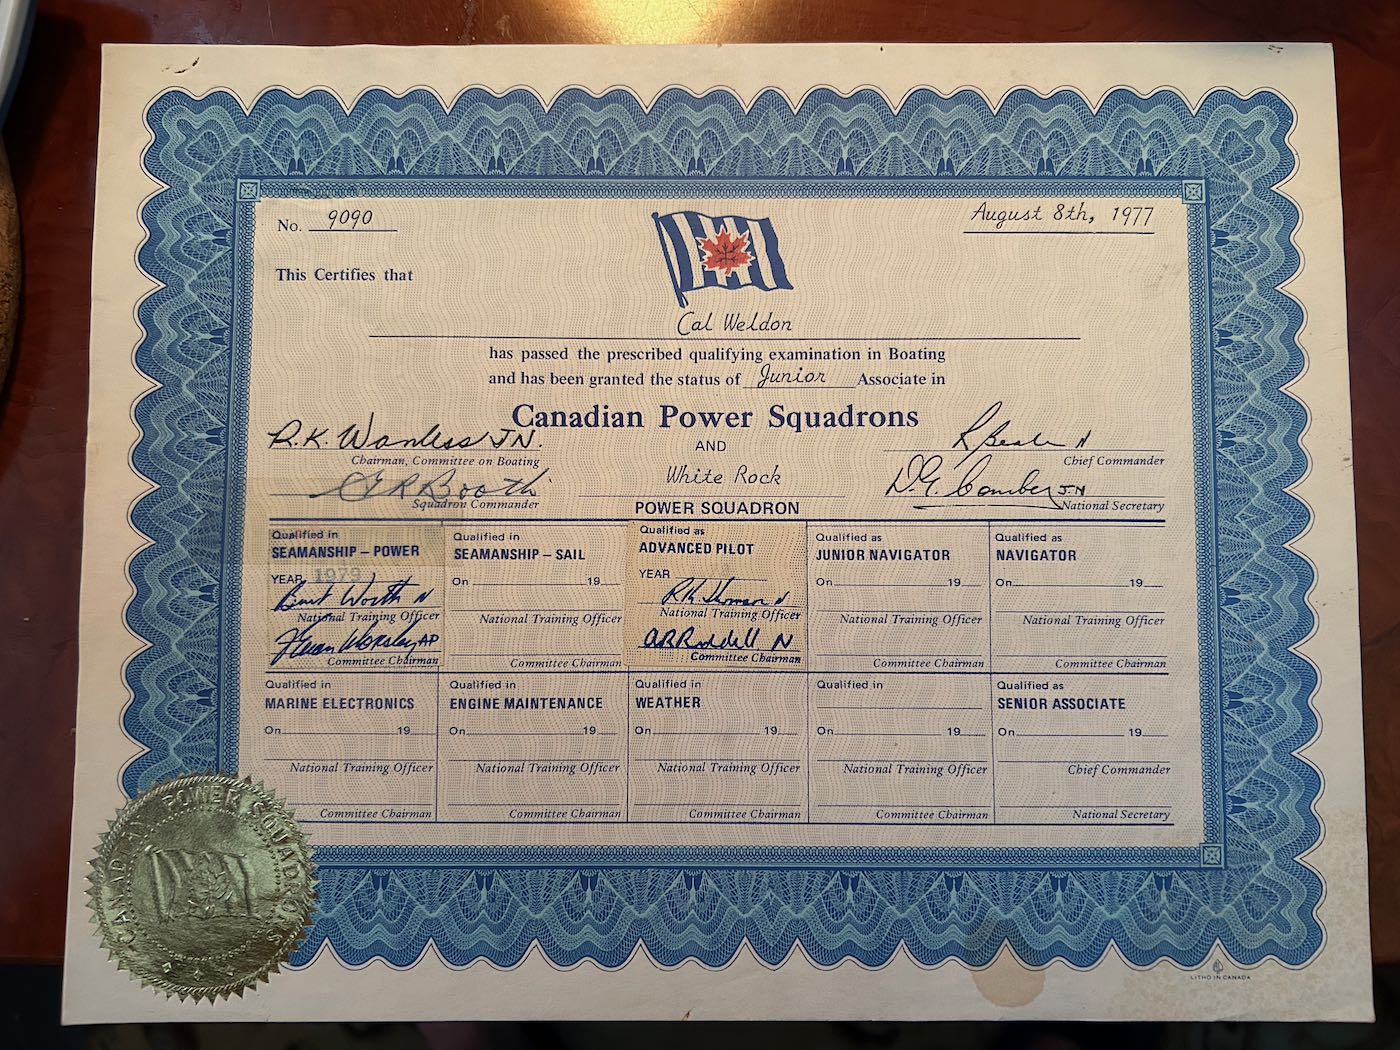 No. 9090
August 8th, 1977
This Certifies that
Cal Weldon
has passed the prescribed qualifying examination in Boating
and has been granted the status of Junior Associate in
Canadian Power Squadrons
R.K. Wanless JN.
Chairman, Committee on Boating
AND
N
Chief Commander
Booth
Squadron Commander
White Rock
POWER SQUADRON
J.N
National Secretary
Qualified in
SEAMANSHIP – POWER
YEAR 1979
Burt Worth N
National Training Officer
AP
Committee Chairman
Qualified in
SEAMANSHIP – SAIL
On 19
National Training Officer
Committee Chairman
Qualified as
ADVANCED PILOT
YEAR
N
National Training Officer
N
Committee Chairman
Qualified as
JUNIOR NAVIGATOR
On 19
National Training Officer
Committee Chairman
Qualified as
NAVIGATOR
On 19
National Training Officer
Committee Chairman
Qualified in
MARINE ELECTRONICS
On 19
National Training Officer
Committee Chairman
Qualified in
ENGINE MAINTENANCE
On 19
National Training Officer
Committee Chairman
Qualified in
WEATHER
On 19
National Training Officer
Committee Chairman
Qualified in
On 19
National Training Officer
Committee Chairman
Qualified as
SENIOR ASSOCIATE
On 19
Chief Commander
National Secretary
CANADIAN POWER SQUADRONS
LITHO IN CANADA